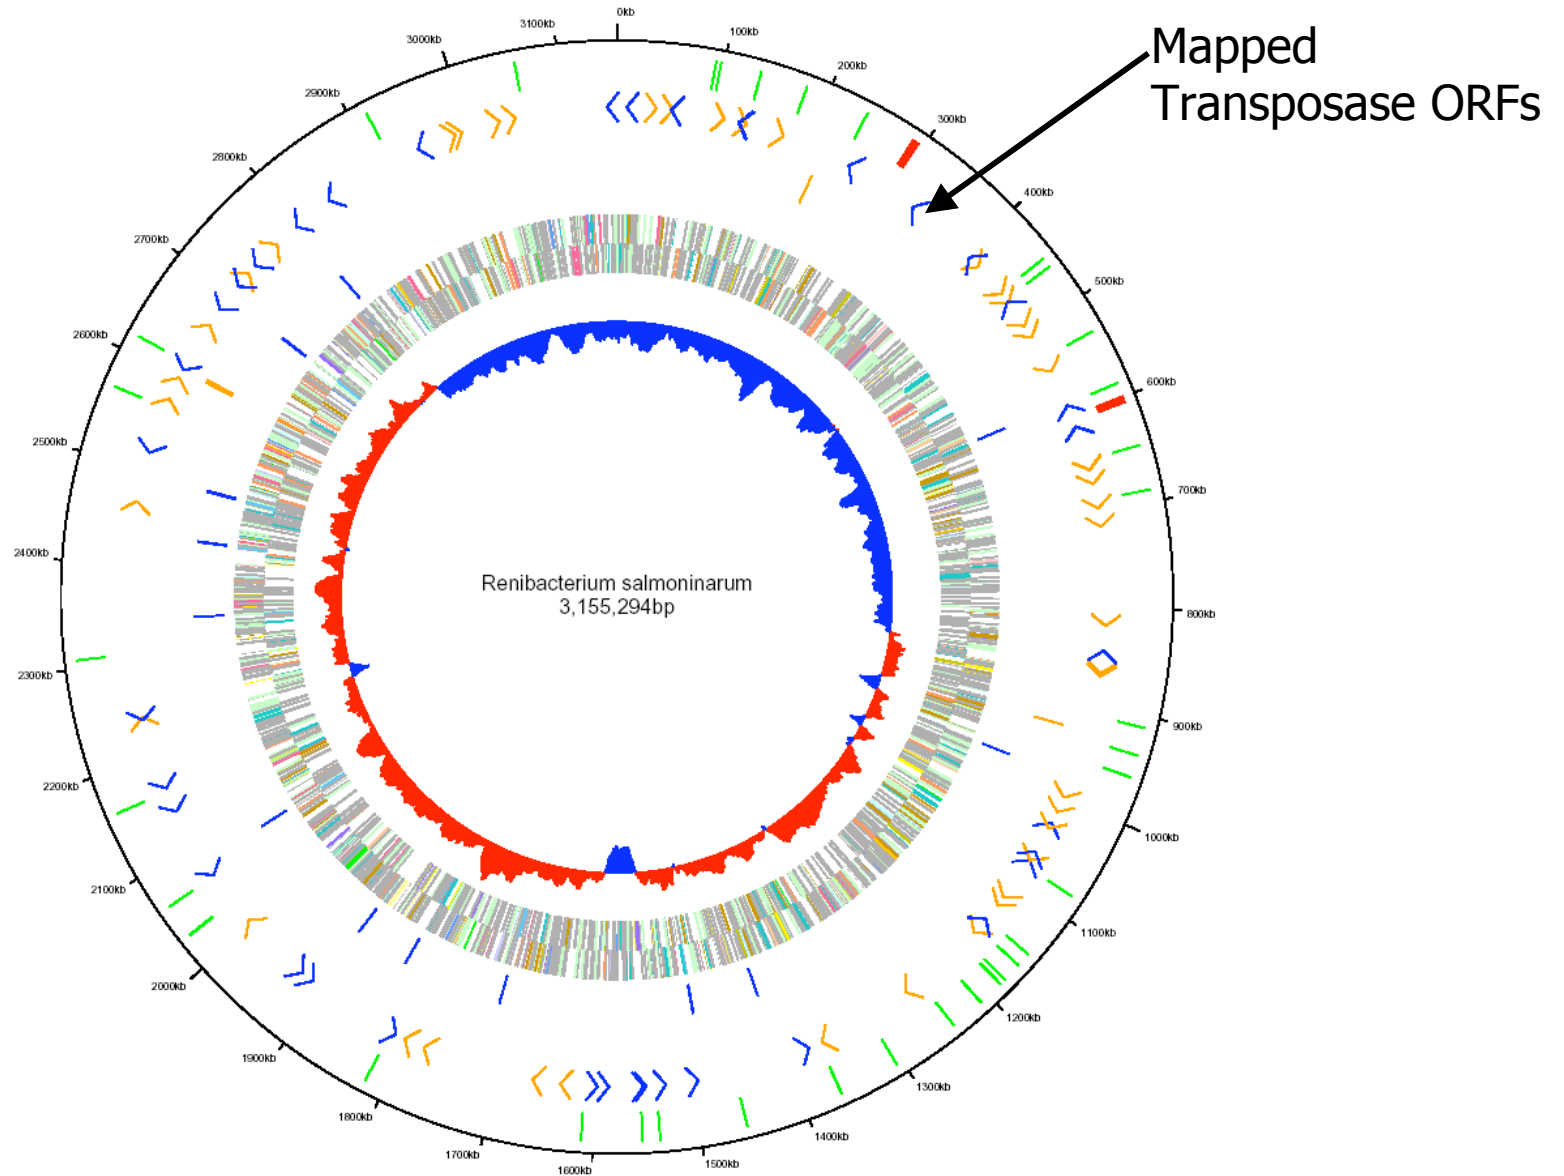 Mapped
Transposase ORFs
0kb
100kb
200kb
300kb
400kb
500kb
600kb
700kb
800kb
900kb
1000kb
1100kb
1200kb
1300kb
1400kb
1500kb
1600kb
1700kb
1800kb
1900kb
2000kb
2100kb
2200kb
2300kb
2400kb
2500kb
2600kb
2700kb
2800kb
2900kb
3000kb
3100kb
Renibacterium salmoninarum
3,155,294bp